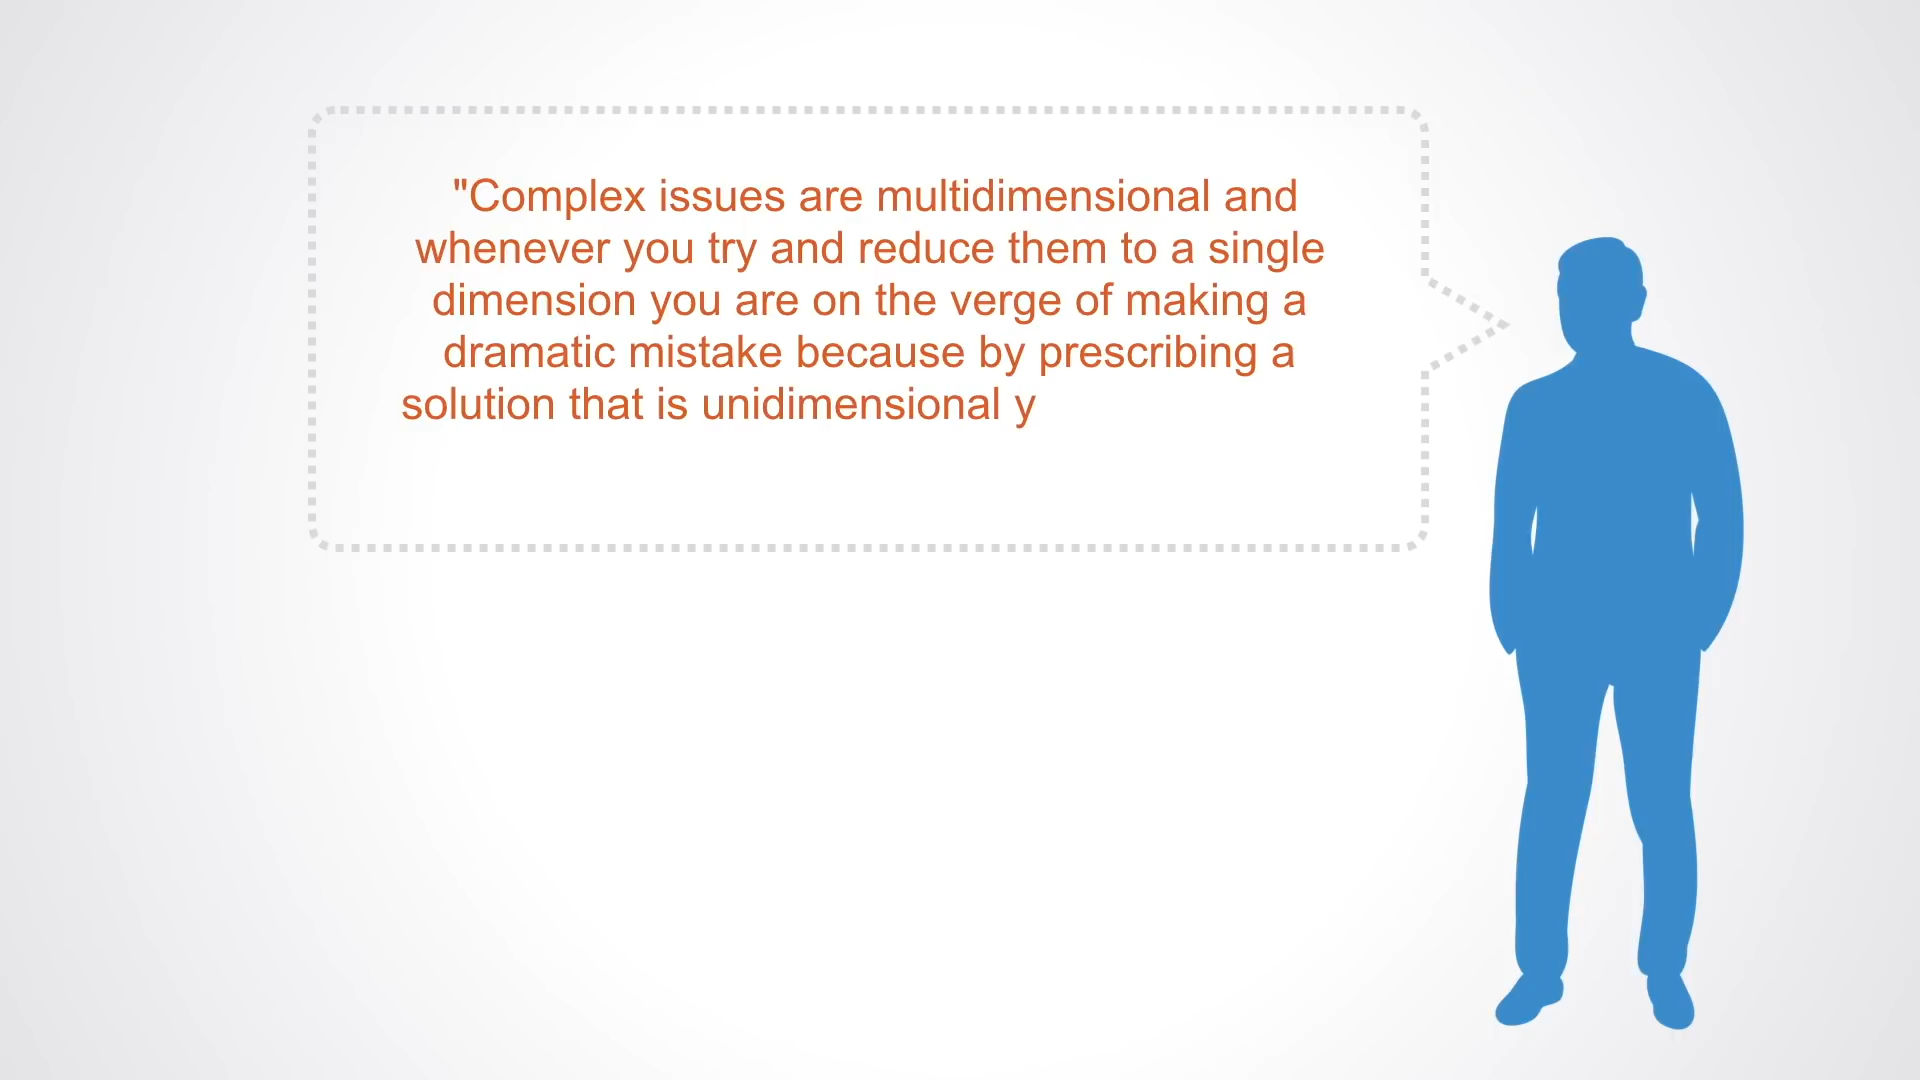 "Complex issues are multidimensional and
whenever you try and reduce them to a single
dimension you are on the verge of making a
dramatic mistake because by prescribing a
solution that is unidimensional y